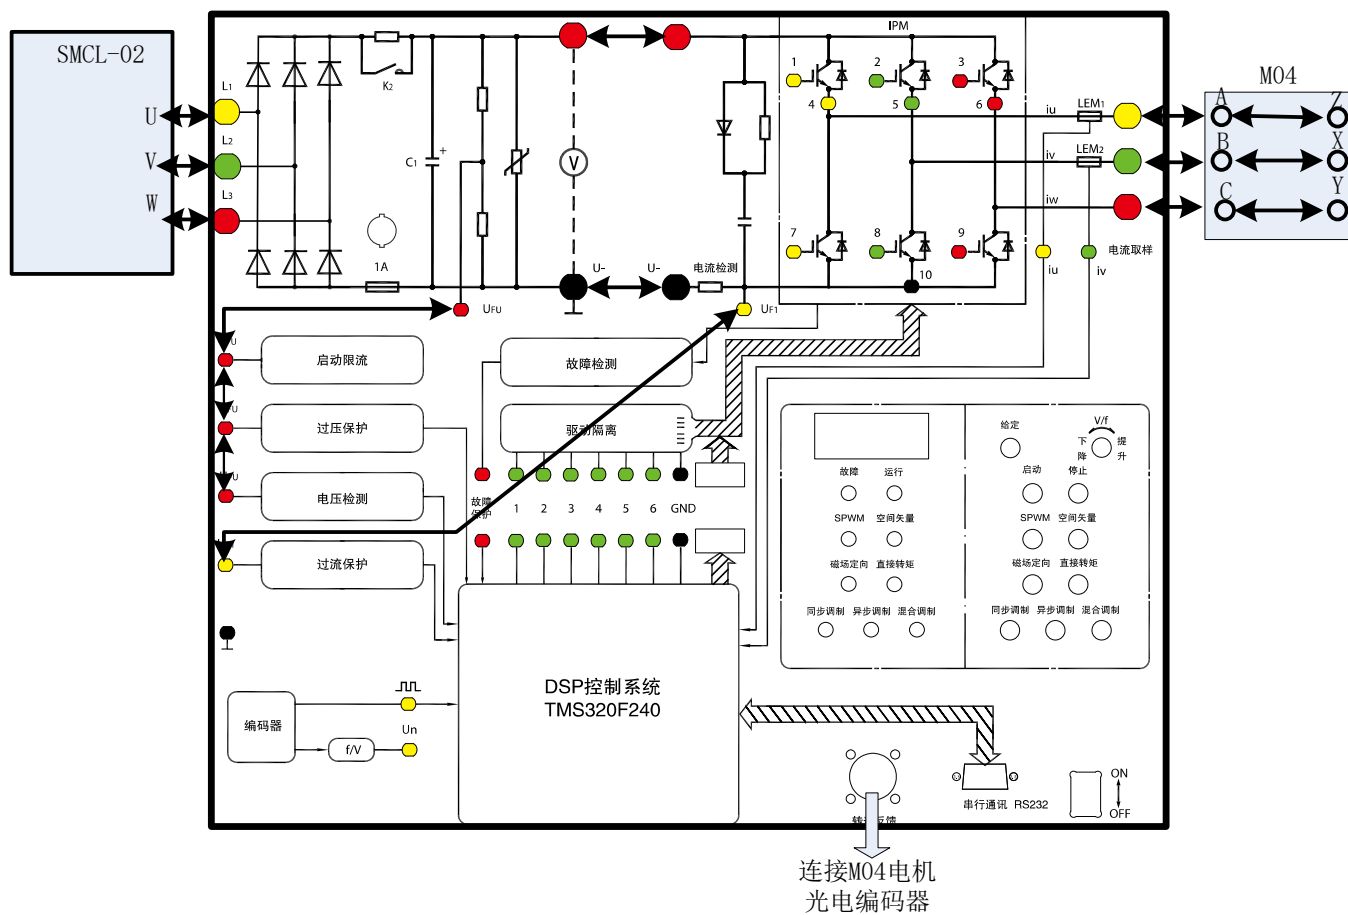 SMCL-02
U
V
W
L1
L2
L3
K2
C1
+
1A
V
U-
U-
电流检测
IPM
1
2
3
4
5
6
7
8
9
10
iu
iv
iw
LEM1
LEM2
电流取样
iu
iv
M04
A
B
C
Z
X
Y
UFU
UF1
U
U
U
启动限流
过压保护
电压检测
过流保护
故障检测
驱动隔离
故障
保护
1
2
3
4
5
6
GND
DSP控制系统
TMS320F240
编码器
f/V
Un
故障
运行
SPWM
空间矢量
磁场定向
直接转矩
同步调制
异步调制
混合调制
给定
V/f
下降
提升
启动
停止
SPWM
空间矢量
磁场定向
直接转矩
同步调制
异步调制
混合调制
串行通讯 RS232
ON
OFF
连接M04电机
光电编码器